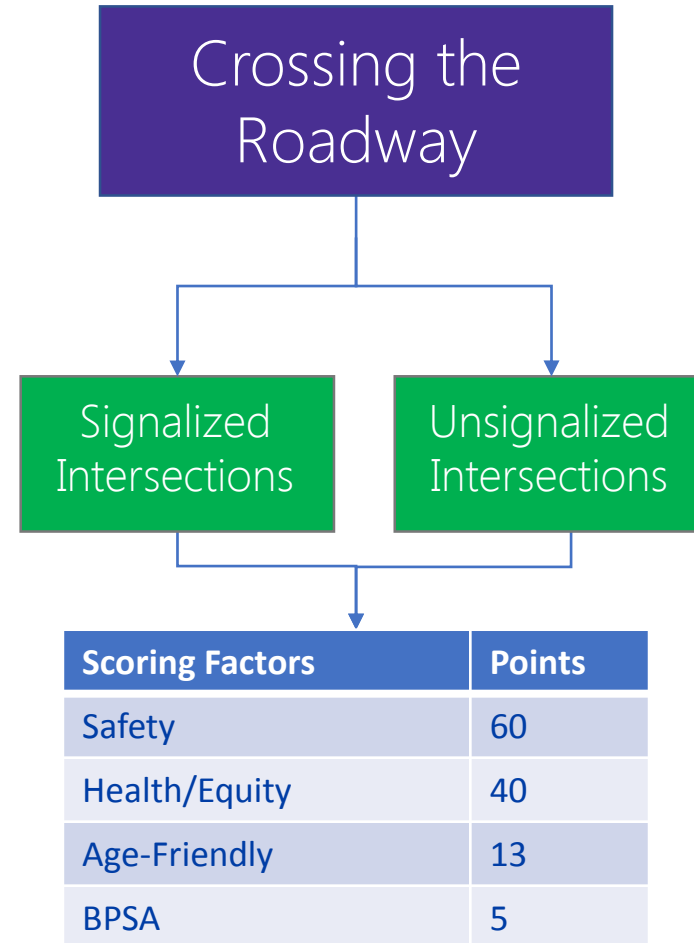 Crossing the
Roadway
Signalized
Intersections
Unsignalized
Intersections
Scoring Factors Points
Safety 60
Health/Equity 40
Age-Friendly 13
BPSA 5